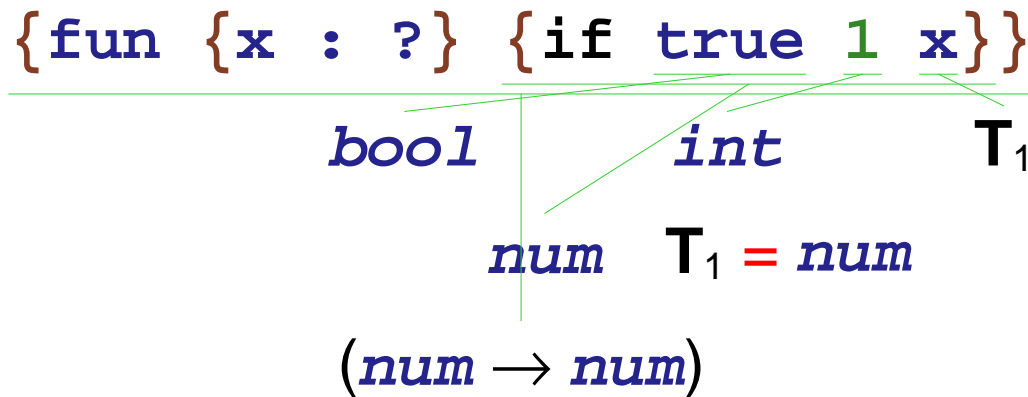 {fun {x : ?} {if true 1 x}}
bool int T₁
num T₁ = num
(num → num)